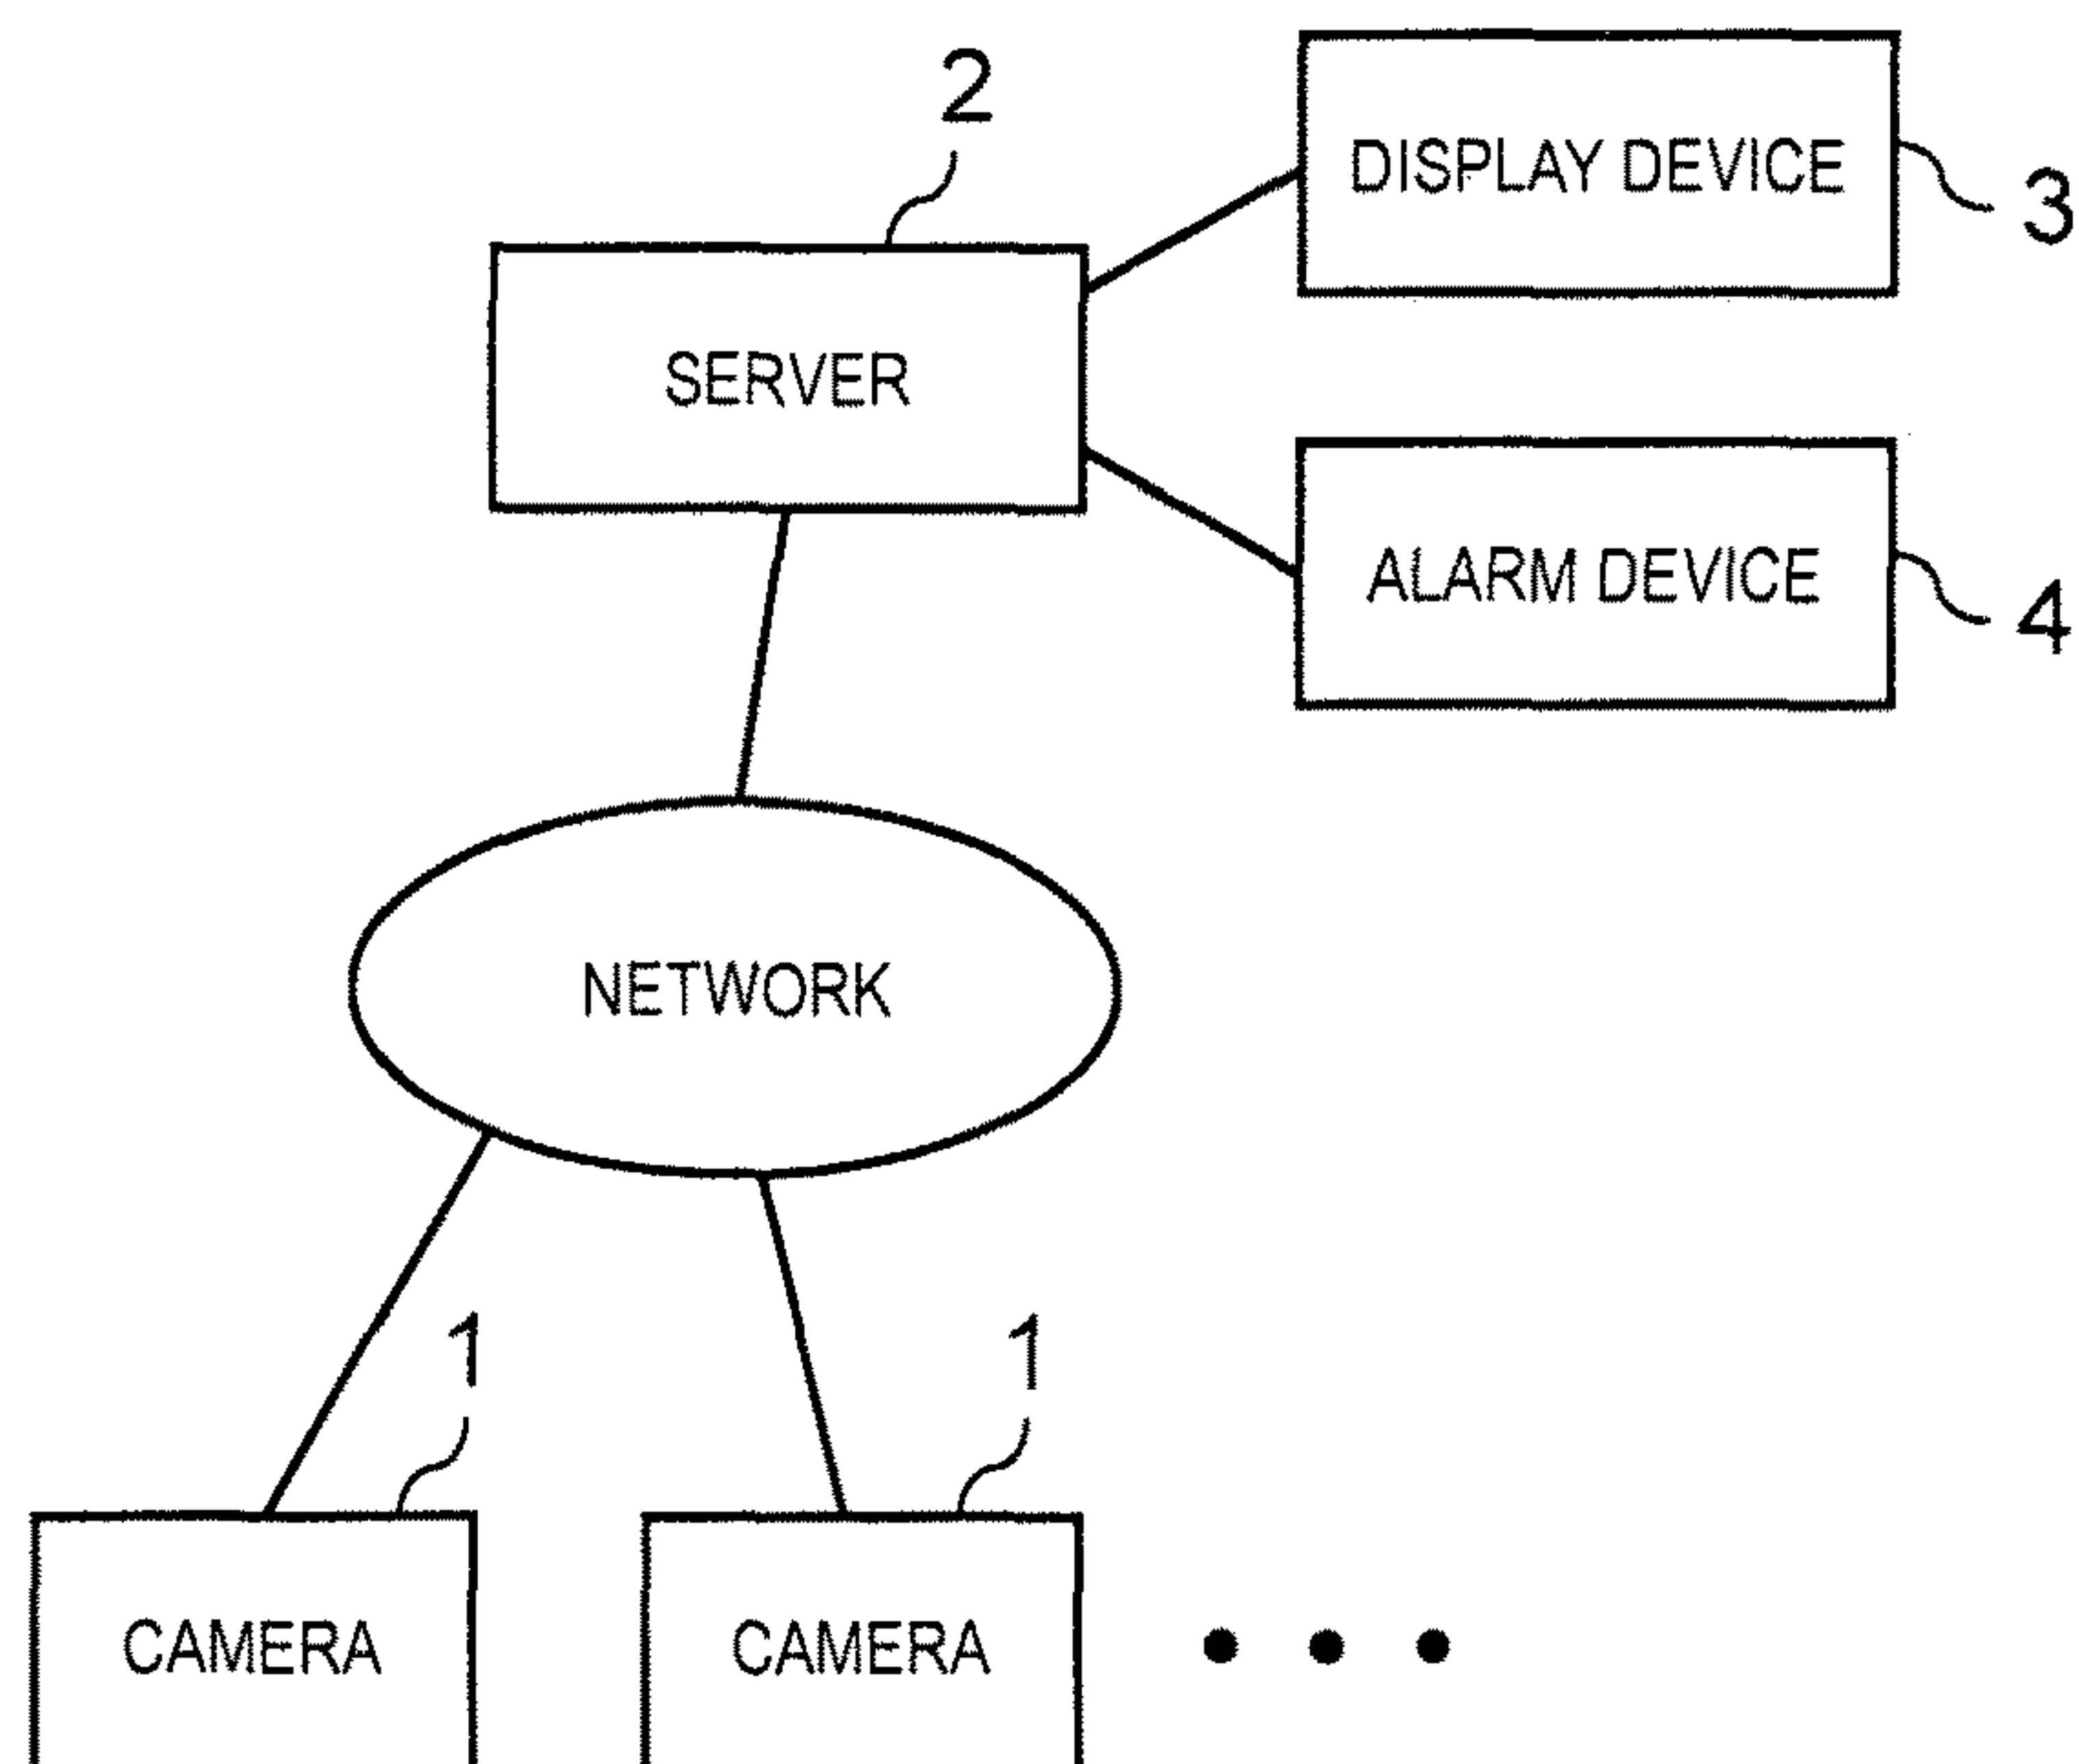 2
DISPLAY DEVICE
3
SERVER
ALARM DEVICE
4
NETWORK
1
1
CAMERA
CAMERA